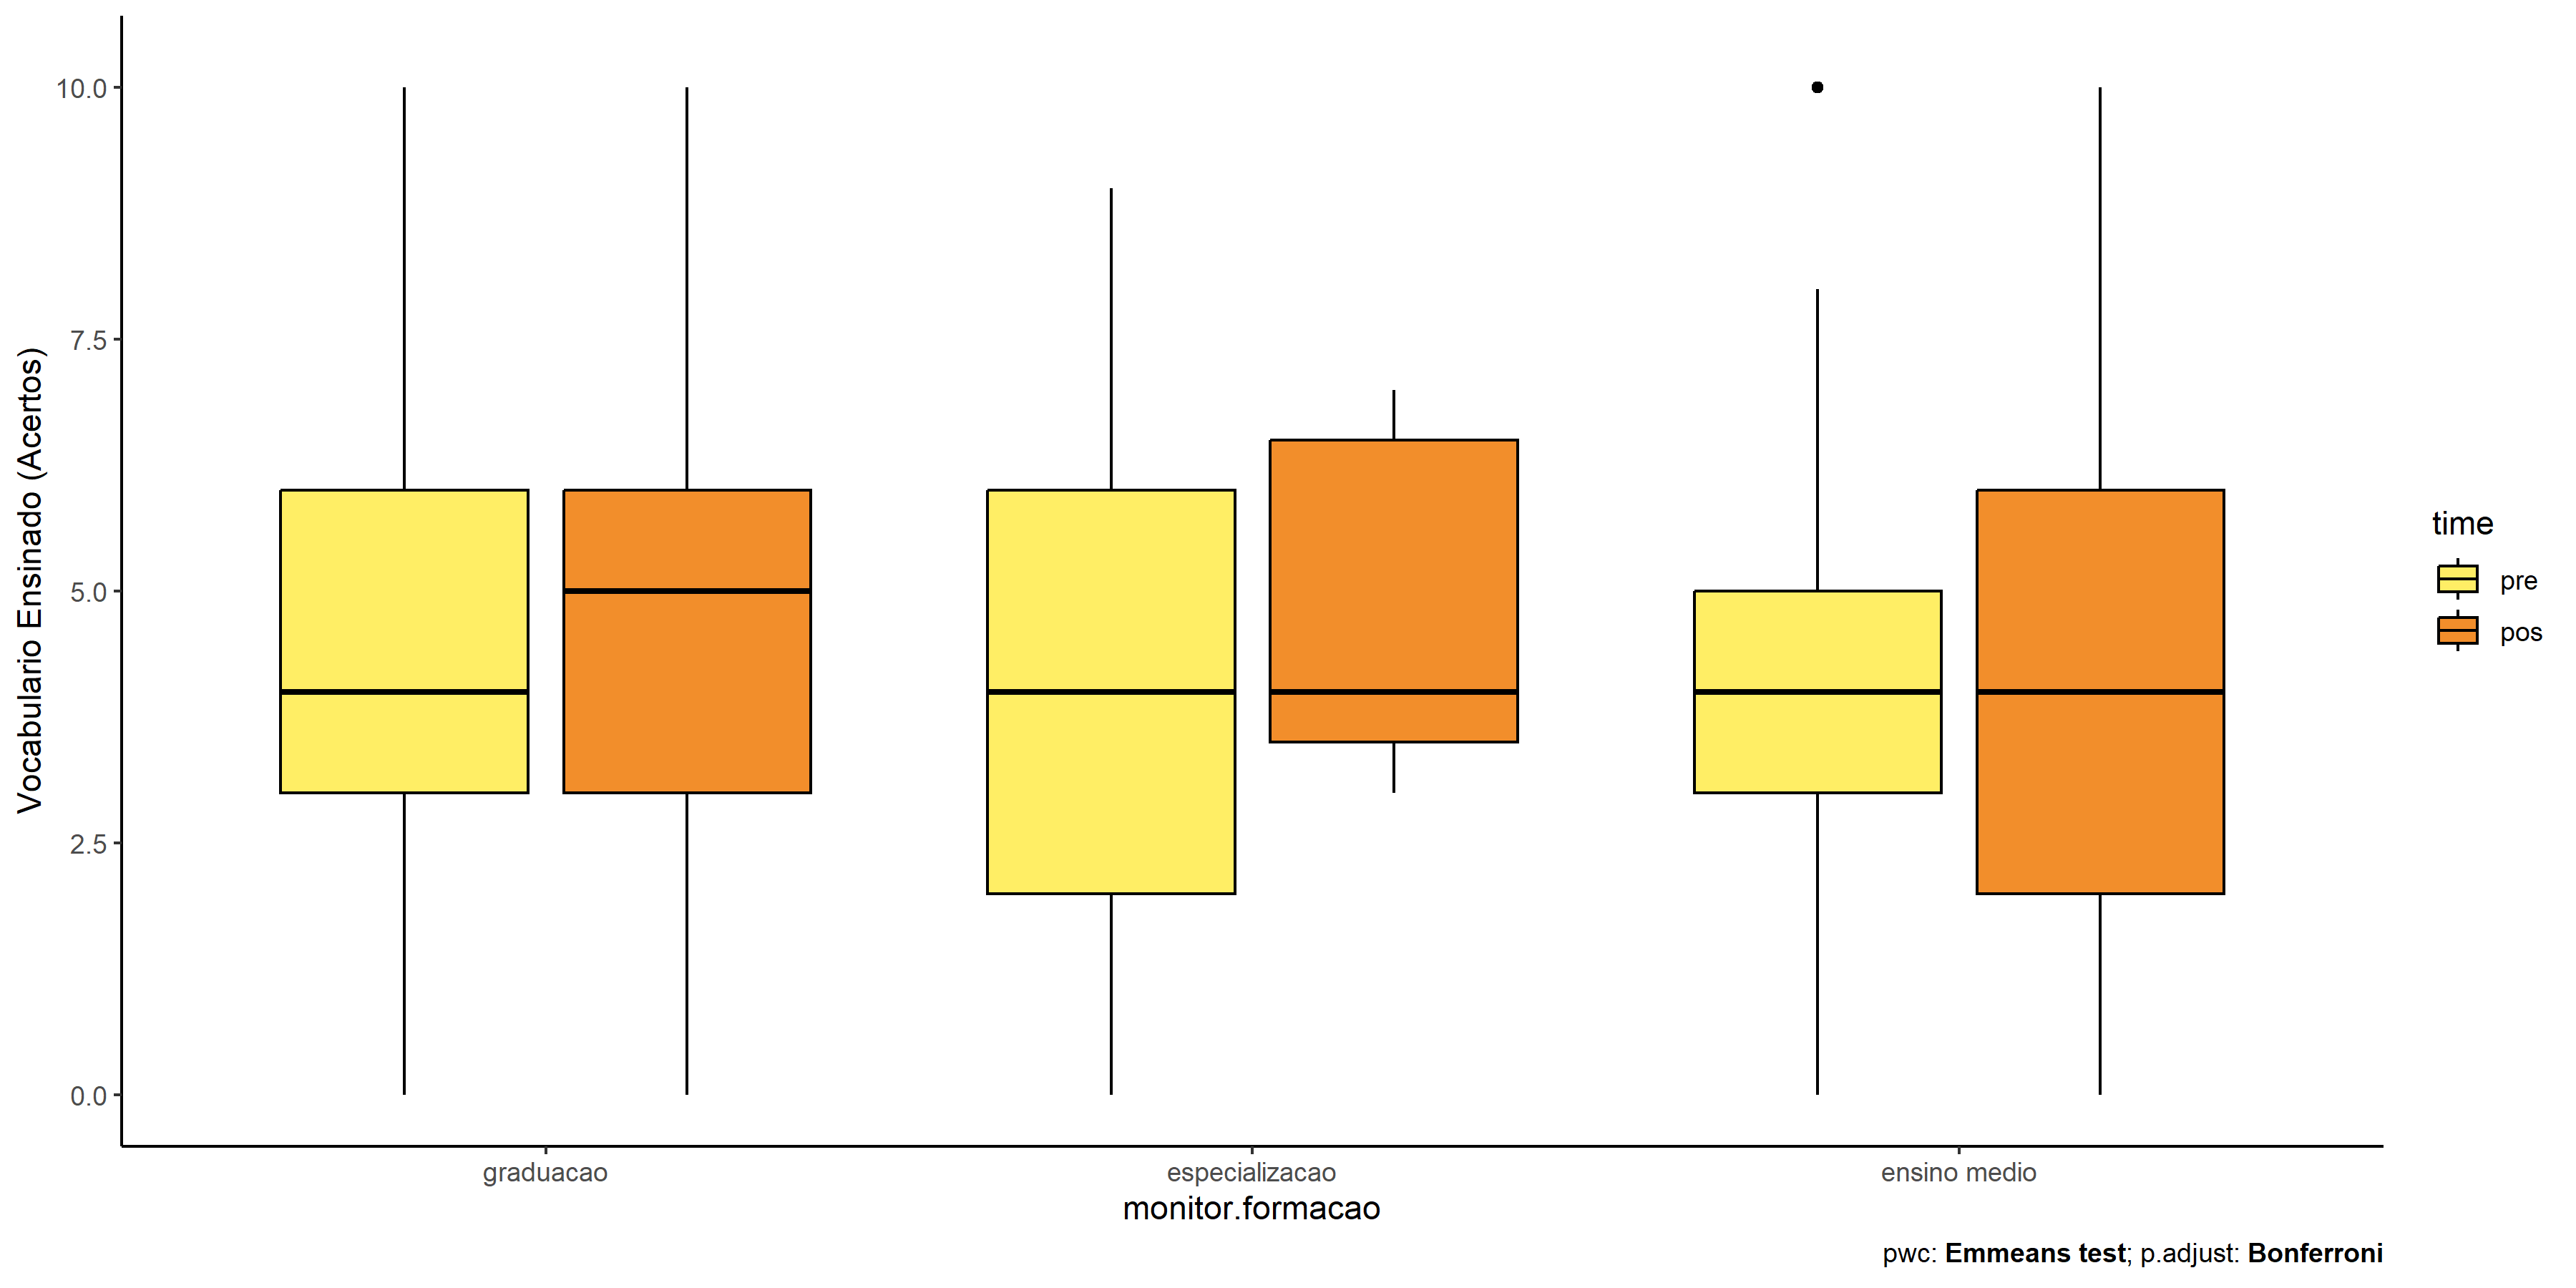 Vocabulario Ensinado (Acertos)
10.0
7.5
5.0
2.5
0.0
graduacao
especializacao
ensino medio
monitor.formacao
time
pre
pos
pwc: Emmeans test; p.adjust: Bonferroni